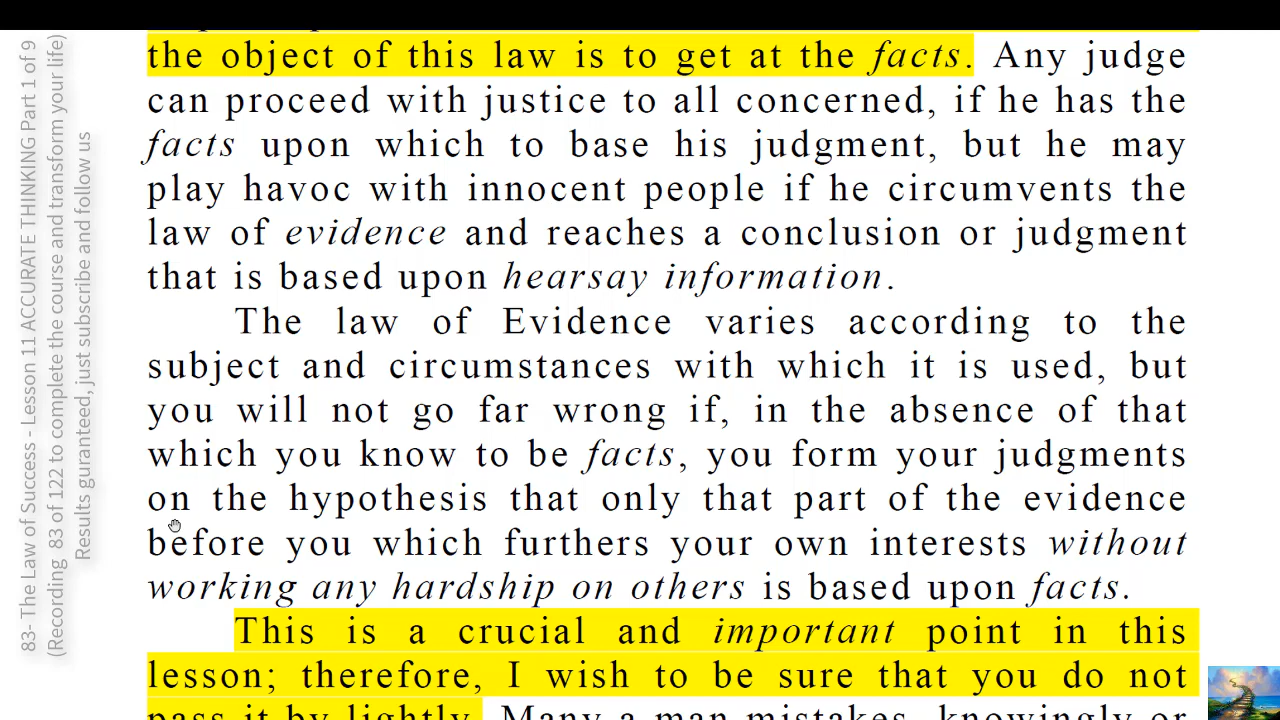 the object of this law is to get at the facts. Any judge
can proceed with justice to all concerned, if he has the
facts upon which to base his judgment, but he may
play havoc with innocent people if he circumvents the
law of evidence and reaches a conclusion or judgment
that is based upon hearsay information.
The law of Evidence varies according to the
subject and circumstances with which it is used, but
you will not go far wrong if, in the absence of that
which you know to be facts, you form your judgments
on the hypothesis that only that part of the evidence
before you which furthers your own interests without
working any hardship on others is based upon facts.
This is a crucial and important point in this
lesson; therefore, I wish to be sure that you do not
pass it by lightly. Many a man mistakes, knowingly or
83- The Law of Success - Lesson 11 ACCURATE THINKING Part 1 of 9
(Recording 83 of 122 to complete the course and transform your life)
Results guranteed, just subscribe and follow us